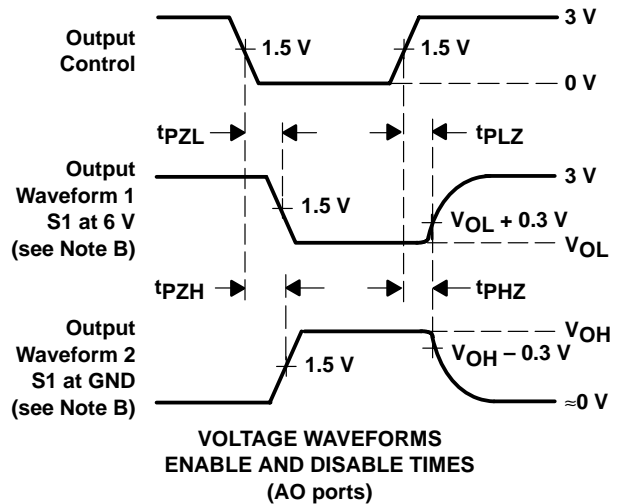 3 V
Output
Control
1.5 V
1.5 V
0 V
tPZL
tPLZ
Output
Waveform 1
S1 at 6 V
(see Note B)
3 V
1.5 V
VOL + 0.3 V
VOL
tPZH
tPHZ
Output
Waveform 2
S1 at GND
(see Note B)
VOH
VOH – 0.3 V
1.5 V
≈0 V
VOLTAGE WAVEFORMS
ENABLE AND DISABLE TIMES
(AO ports)